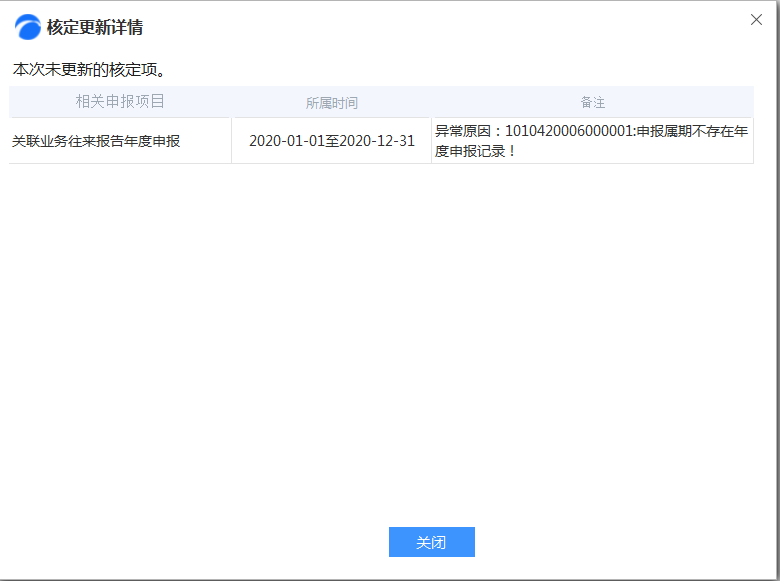 核定更新详情
本次未更新的核定项。
相关申报项目 所属时间 备注
关联业务往来报告年度申报 2020-01-01至2020-12-31 异常原因：1010420006000001:申报属期不存在年
度申报记录！
关闭